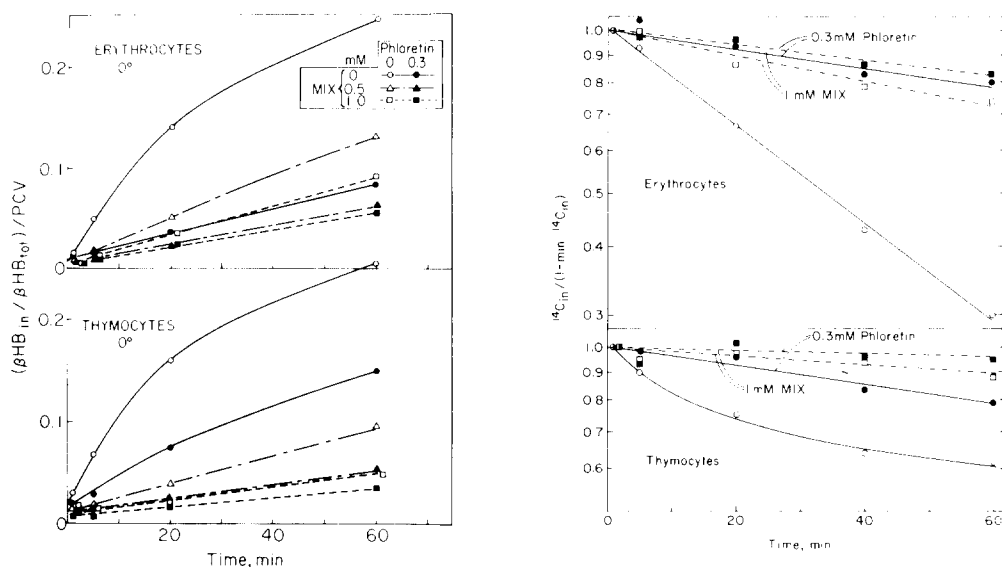 ERYTHROCYTES
0°
Phloretin
mM 0 0.3
MIX { 0
0.5
1.0
0.2
0.1
0
THYMOCYTES
0°
0.2
0.1
0
0 20 40 60
Time, min
(βHB in / βHB tot) / PCV
1.0
0.9
0.8
0.7
0.6
0.5
0.4
0.3
0.3mM Phloretin
1mM MIX
Erythrocytes
1.0
0.9
0.8
0.7
0.6
0.3mM Phloretin
1mM MIX
Thymocytes
0 20 40 60
Time, min
¹⁴C in/(1-min ¹⁴C in)